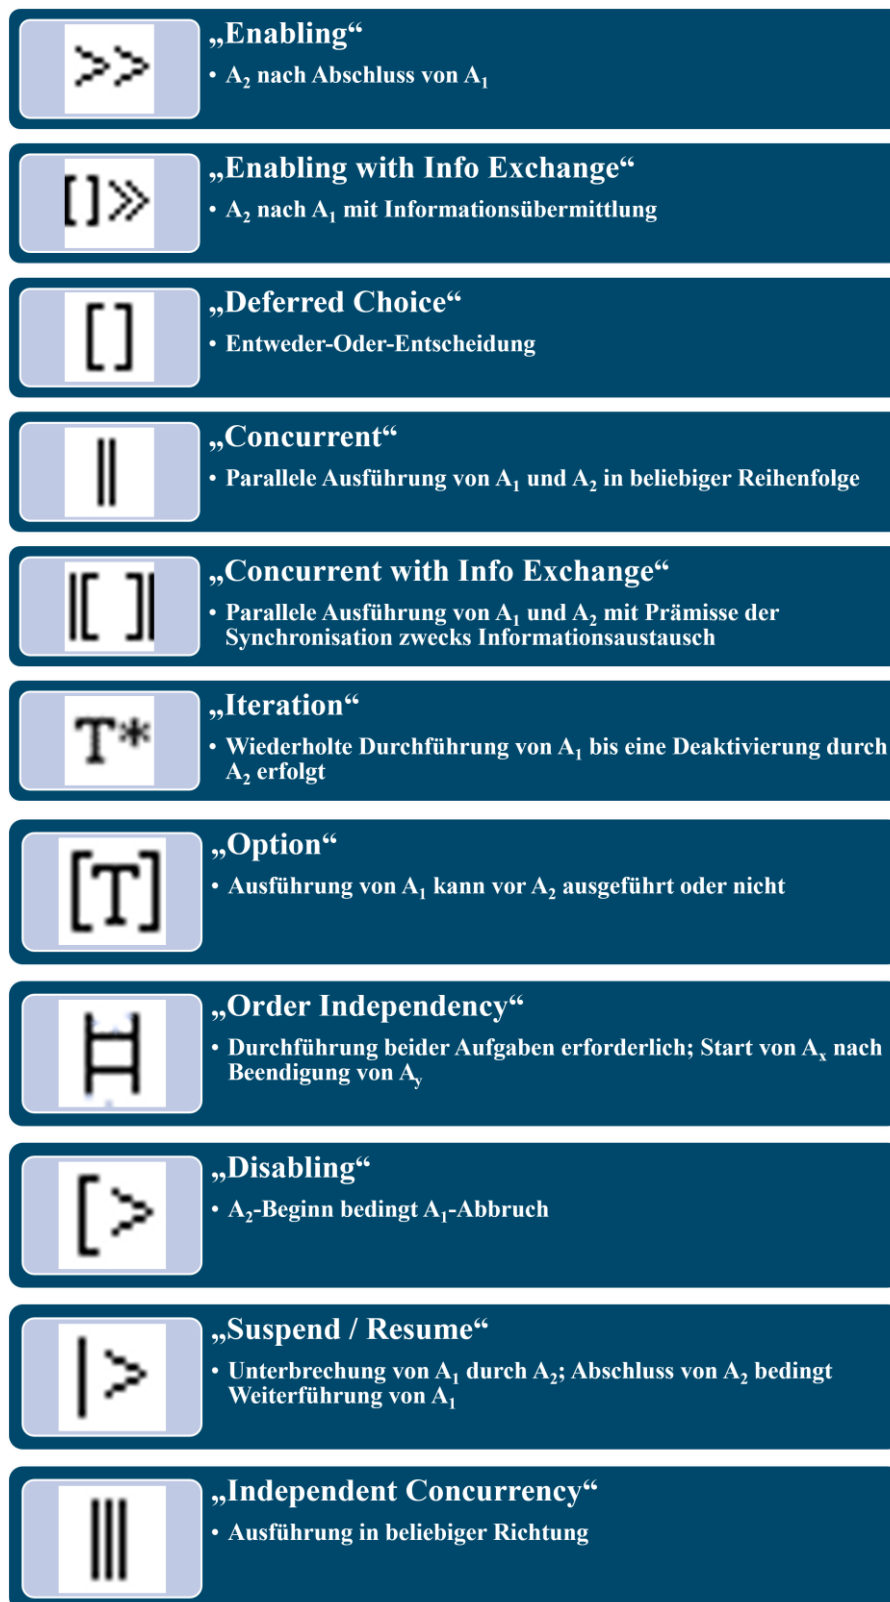 >>
„Enabling“
• A₂ nach Abschluss von A₁
[]>>
„Enabling with Info Exchange“
• A₂ nach A₁ mit Informationsübermittlung
[]
„Deferred Choice“
• Entweder-Oder-Entscheidung
||
„Concurrent“
• Parallele Ausführung von A₁ und A₂ in beliebiger Reihenfolge
|[ ]|
„Concurrent with Info Exchange“
• Parallele Ausführung von A₁ und A₂ mit Prämisse der
Synchronisation zwecks Informationsaustausch
T*
„Iteration“
• Wiederholte Durchführung von A₁ bis eine Deaktivierung durch
A₂ erfolgt
[T]
„Option“
• Ausführung von A₁ kann vor A₂ ausgeführt oder nicht
|=|
„Order Independency“
• Durchführung beider Aufgaben erforderlich; Start von Aₓ nach
Beendigung von Aᵧ
[>
„Disabling“
• A₂-Beginn bedingt A₁-Abbruch
|>
„Suspend / Resume“
• Unterbrechung von A₁ durch A₂; Abschluss von A₂ bedingt
Weiterführung von A₁
|||
„Independent Concurrency“
• Ausführung in beliebiger Richtung